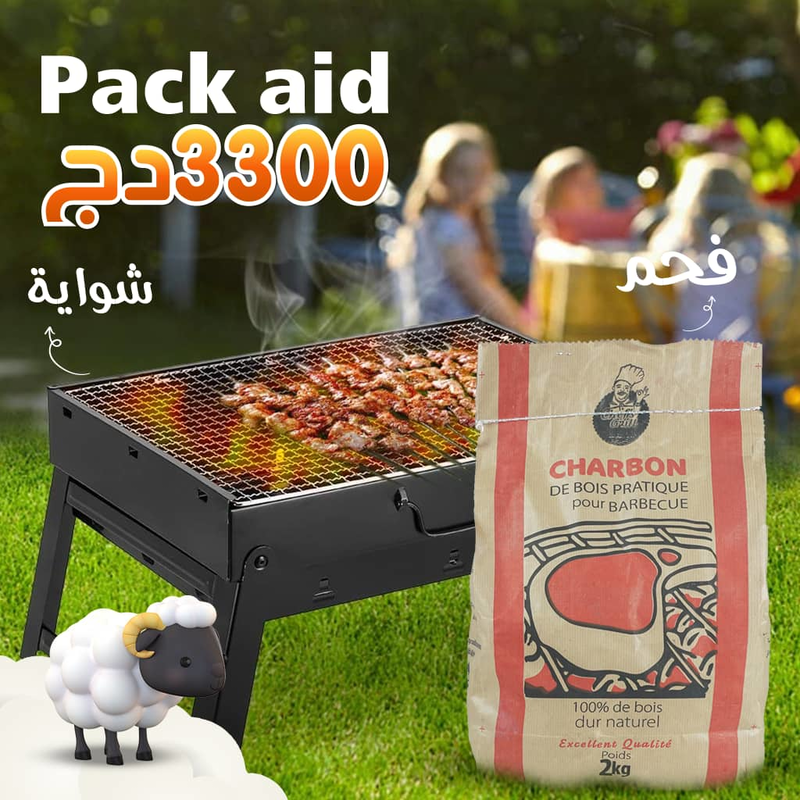 Pack aid
3300دج
شواية
فحم
CHARBON
DE BOIS PRATIQUE
pour BARBECUE
100% de bois
dur naturel
Excellent Qualité
Poids
2kg